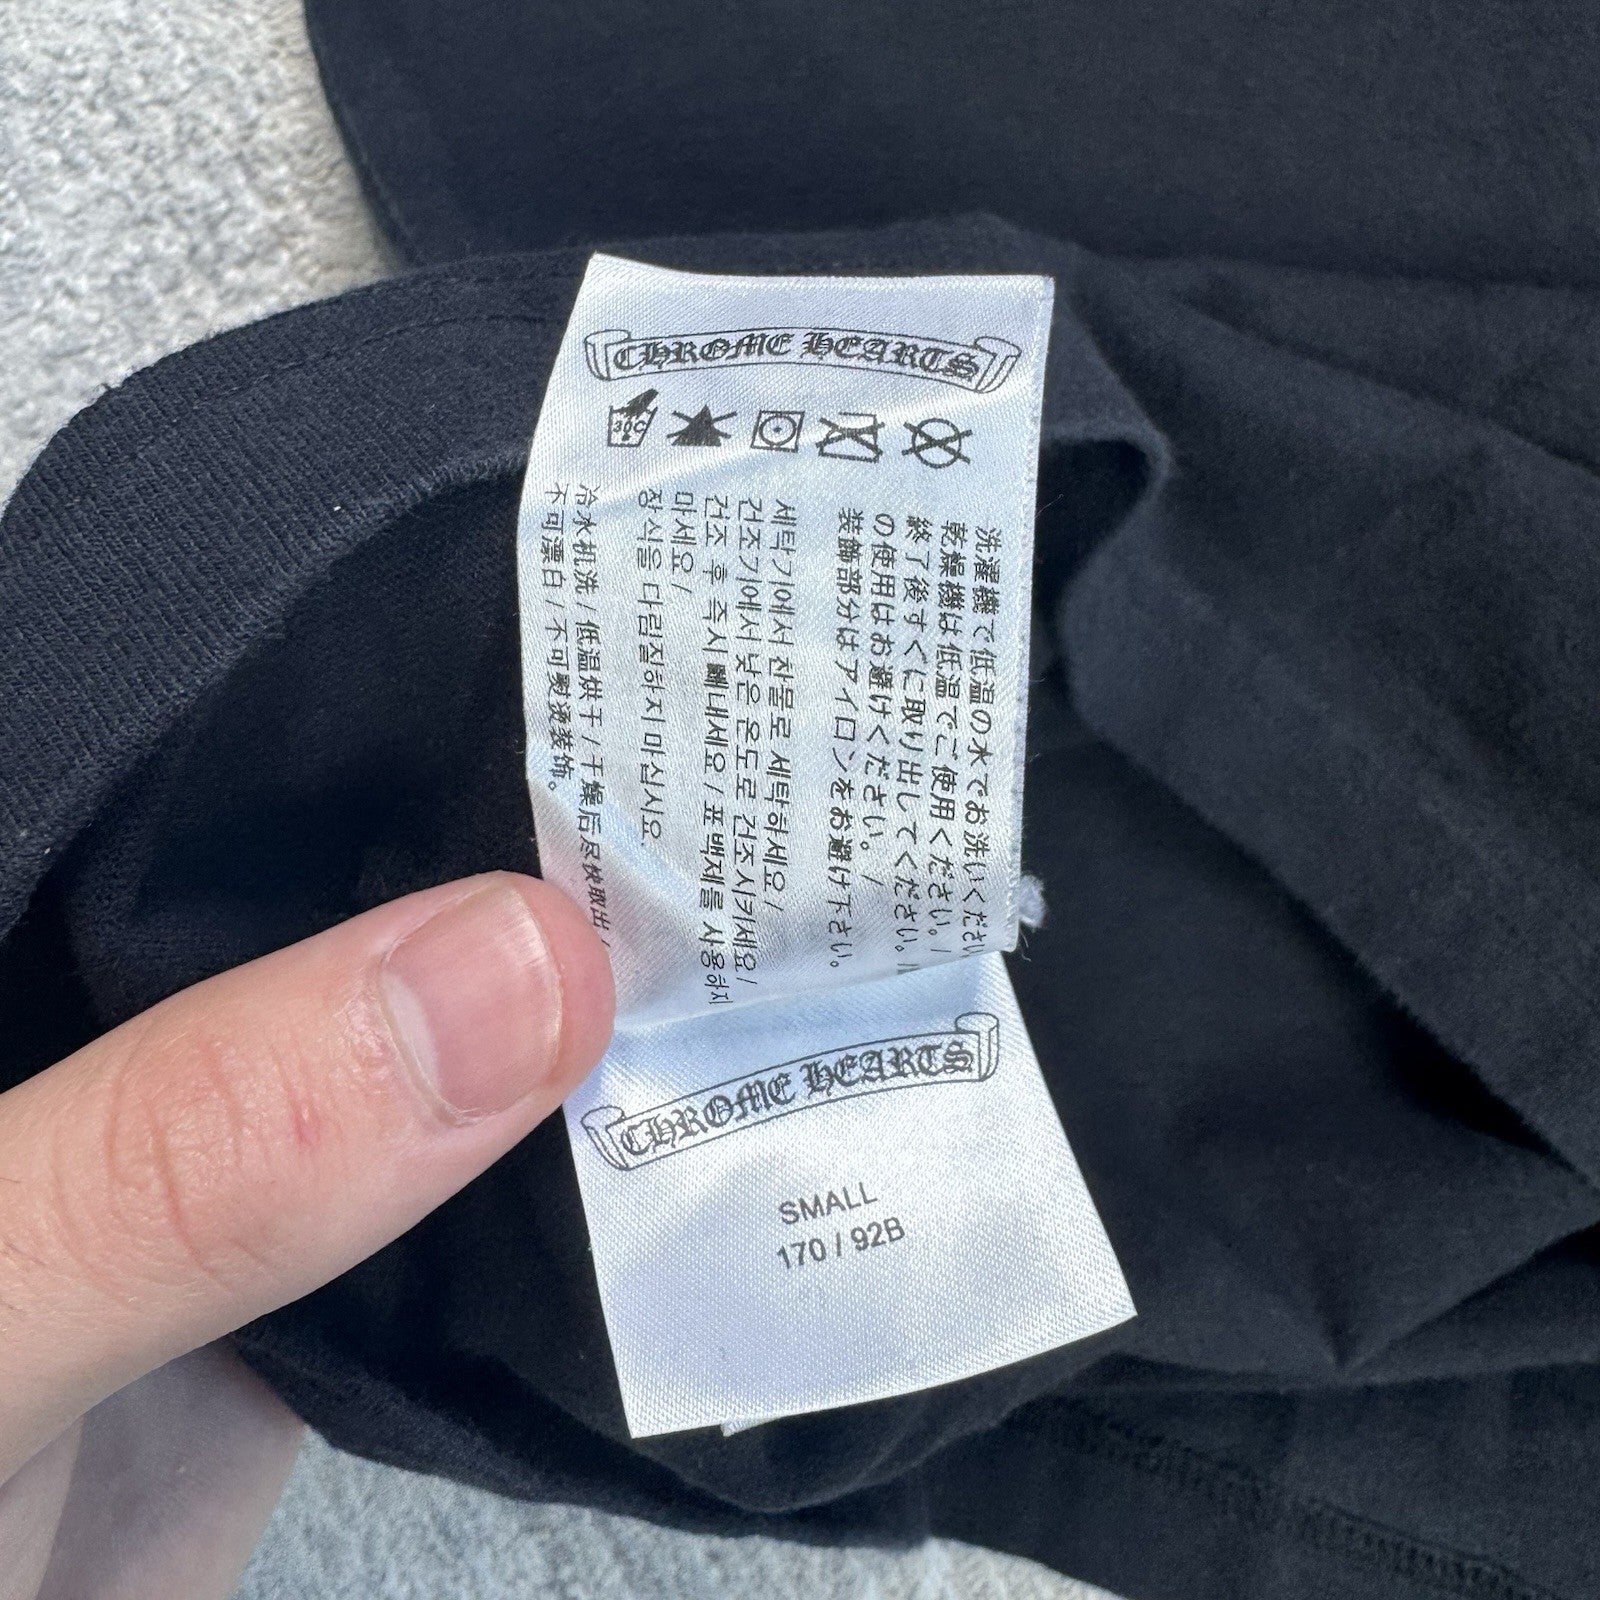 CHROME HEARTS
30C
洗濯機で低温の水でお洗いください
乾燥機は低温でご使用ください。/
終了後すぐに取り出してください。/
の使用はお避けください。/
装飾部分はアイロンをお避け下さい。
세탁기에서 찬물로 세탁하세요/
건조기에서 낮은 온도로 건조시키세요/
건조 후 즉시 빼내세요 / 표백제를 사용하지
마세요/
장식을 다림질하지 마십시오.
冷水机洗 / 低温烘干 / 干燥后尽快取出 /
不可漂白 / 不可熨烫装饰。
CHROME HEARTS
SMALL
170 / 92B